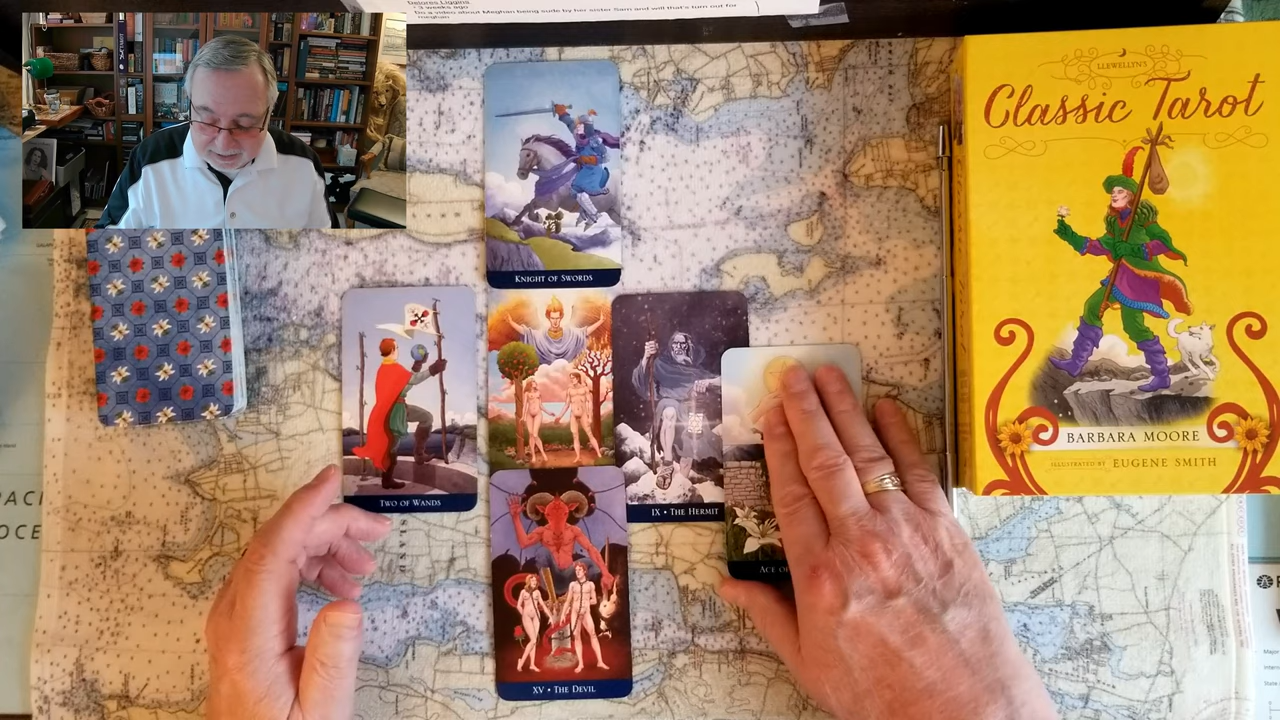 Delores Liggins
3 weeks ago
Do a video about Meghan being sude by her sister Sam and will that's turn out for
meghan
LLEWELLYN'S
Classic Tarot
KNIGHT OF SWORDS
TWO OF WANDS
IX • THE HERMIT
ACE OF
XV • THE DEVIL
BARBARA MOORE
ILLUSTRATED BY EUGENE SMITH